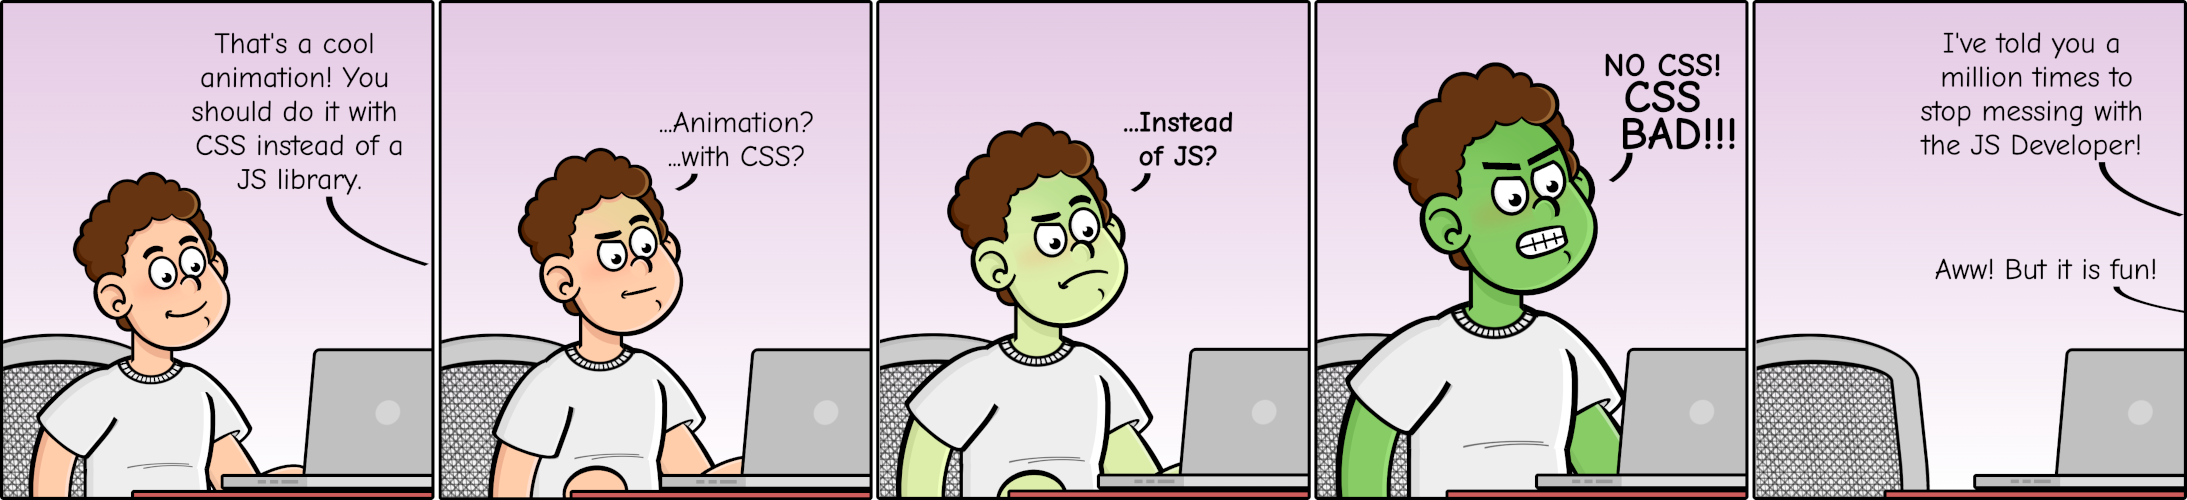 That's a cool
animation! You
should do it with
CSS instead of a
JS library.
...Animation?
...with CSS?
...Instead
of JS?
NO CSS!
CSS
BAD!!!
I've told you a
million times to
stop messing with
the JS Developer!
Aww! But it is fun!